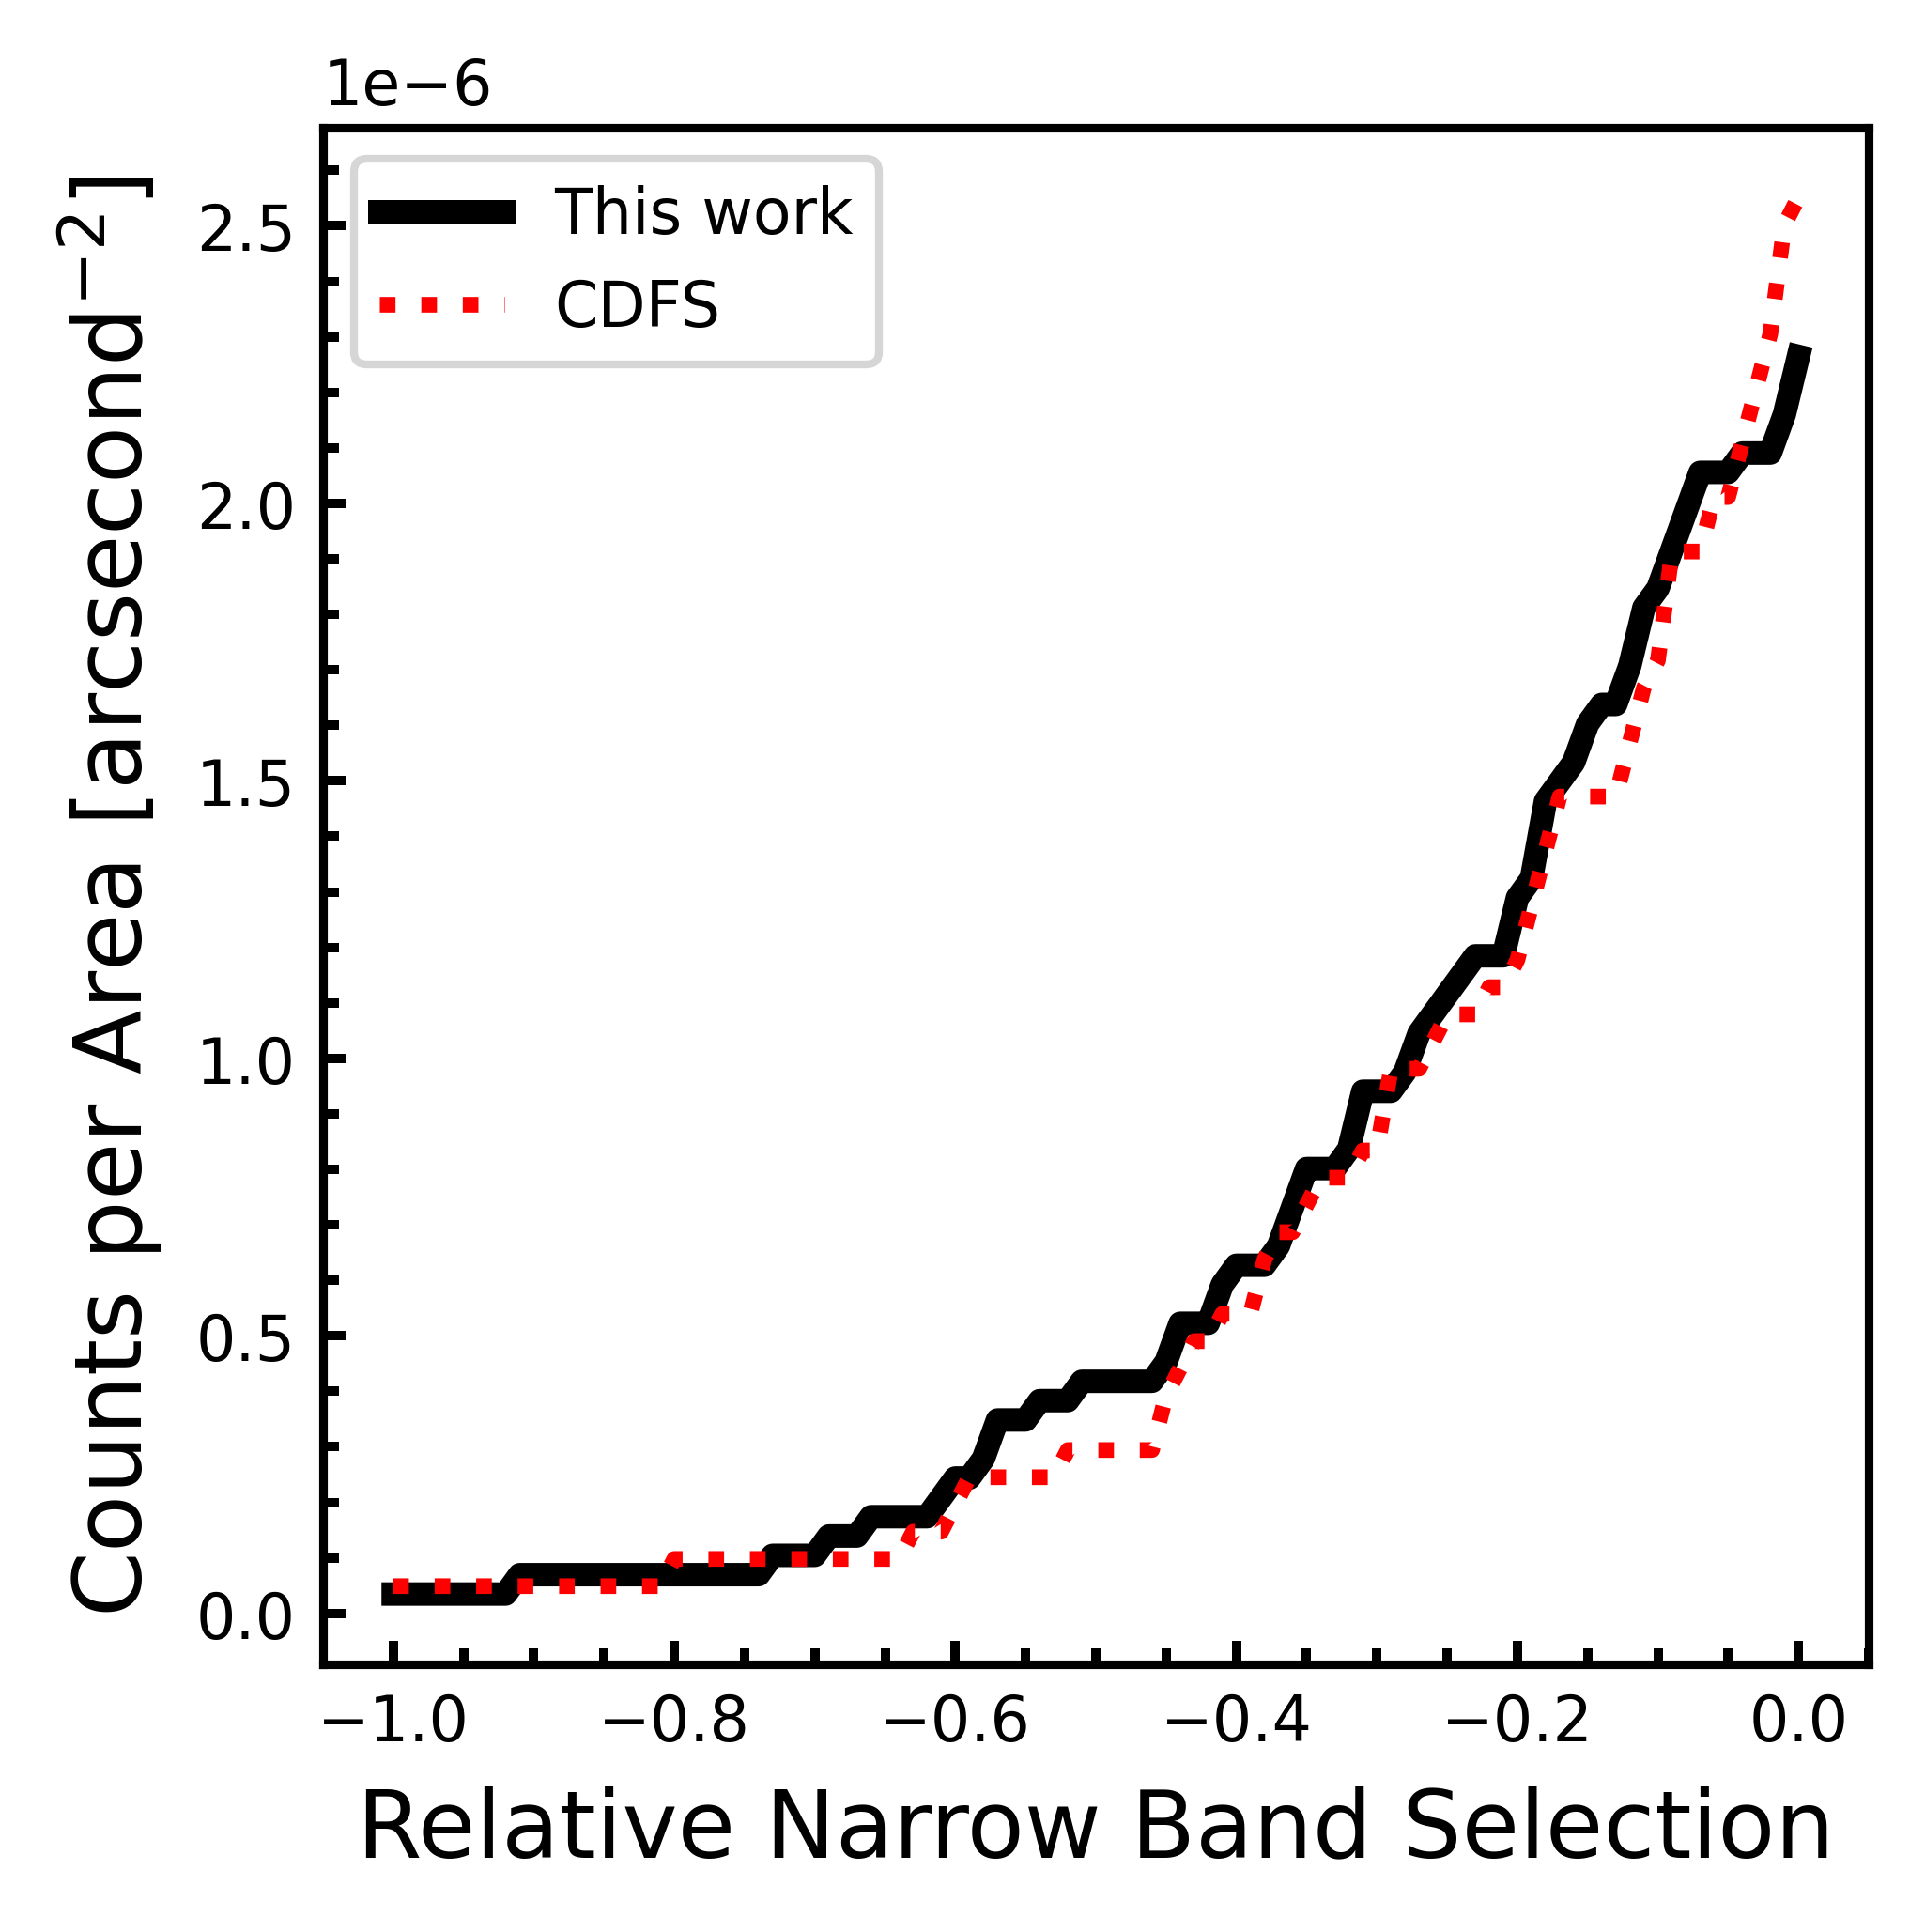 1e−6
This work
CDFS
Counts per Area [arcsecond⁻²]
2.5
2.0
1.5
1.0
0.5
0.0
−1.0 −0.8 −0.6 −0.4 −0.2 0.0
Relative Narrow Band Selection